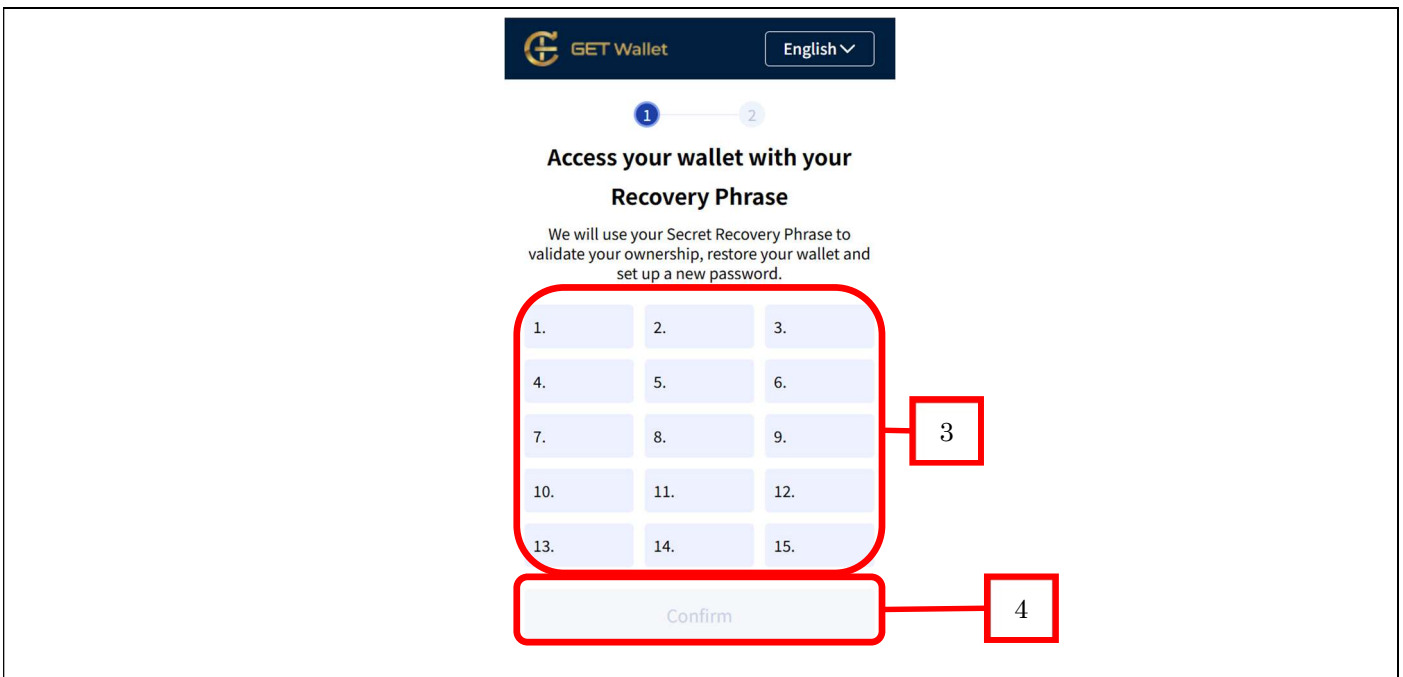 GET Wallet English
1 2
Access your wallet with your
Recovery Phrase
We will use your Secret Recovery Phrase to
validate your ownership, restore your wallet and
set up a new password.
1. 2. 3.
4. 5. 6.
7. 8. 9.
3
10. 11. 12.
13. 14. 15.
Confirm
4